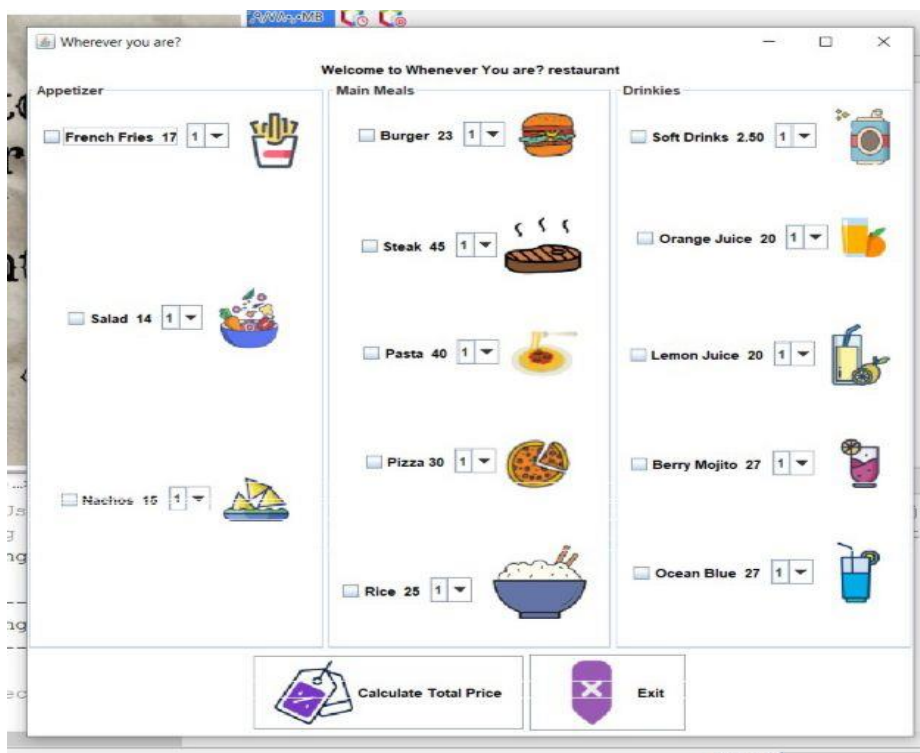 Wherever you are?
Welcome to Whenever You are? restaurant
Appetizer
French Fries 17 1
Salad 14 1
Nachos 15 1
Main Meals
Burger 23 1
Steak 45 1
Pasta 40 1
Pizza 30 1
Rice 25 1
Drinkies
Soft Drinks 2.50 1
Orange Juice 20 1
Lemon Juice 20 1
Berry Mojito 27 1
Ocean Blue 27 1
Calculate Total Price
Exit